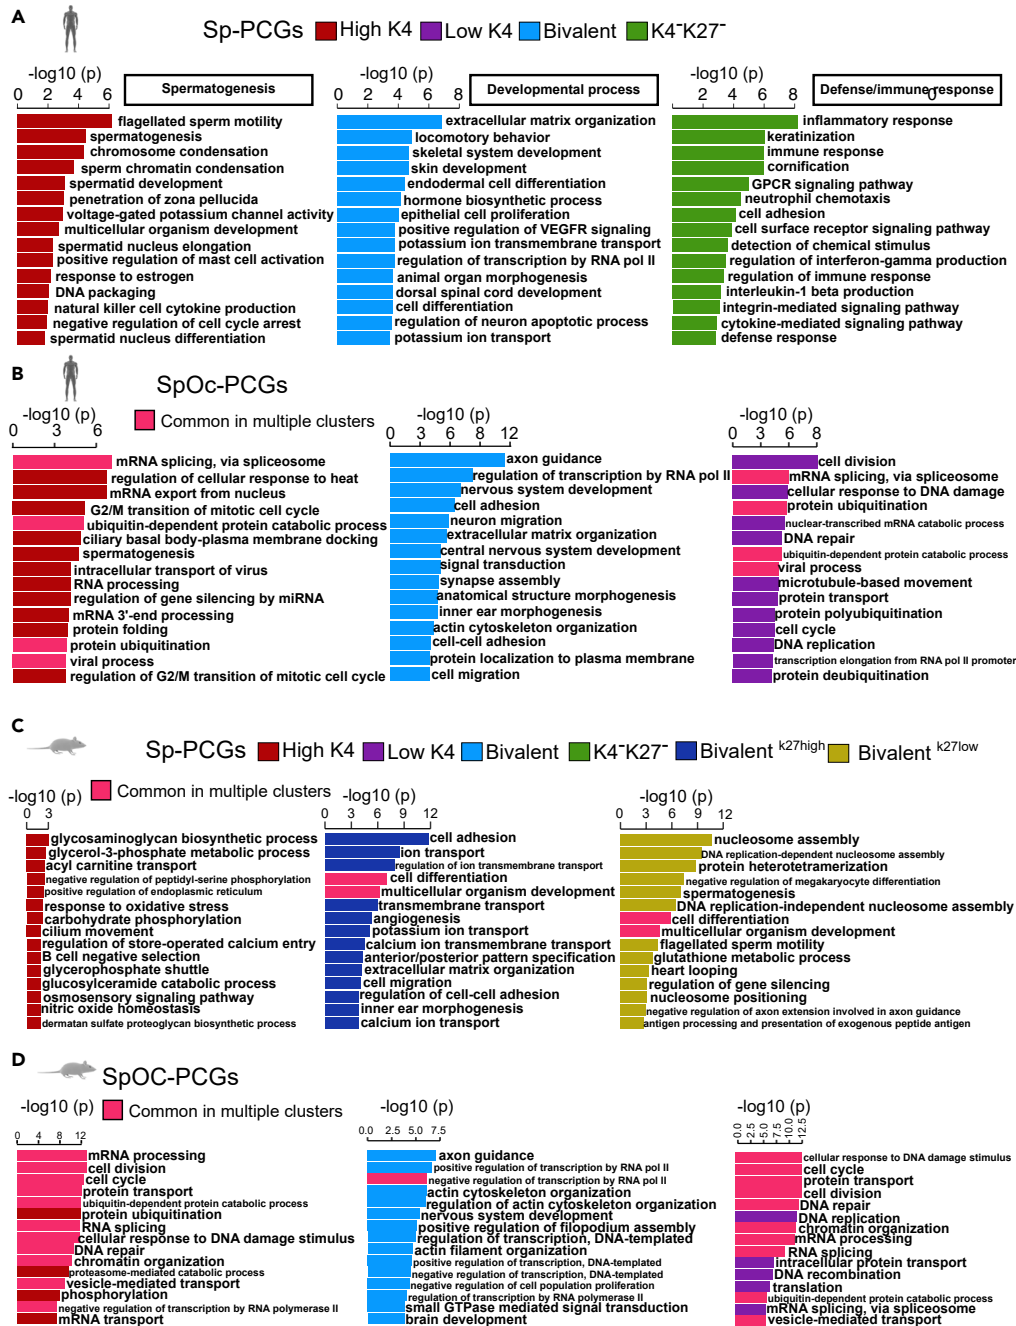 A
Sp-PCGs High K4 Low K4 Bivalent K4-K27-
-log10 (p)
Spermatogenesis
0 2 4 6
flagellated sperm motility
spermatogenesis
chromosome condensation
sperm chromatin condensation
spermatid development
penetration of zona pellucida
voltage-gated potassium channel activity
multicellular organism development
spermatid nucleus elongation
positive regulation of mast cell activation
response to estrogen
DNA packaging
natural killer cell cytokine production
negative regulation of cell cycle arrest
spermatid nucleus differentiation
-log10 (p)
Developmental process
0 2 4 6 8
extracellular matrix organization
locomotory behavior
skeletal system development
skin development
endodermal cell differentiation
hormone biosynthetic process
epithelial cell proliferation
positive regulation of VEGFR signaling
potassium ion transmembrane transport
regulation of transcription by RNA pol II
animal organ morphogenesis
dorsal spinal cord development
cell differentiation
regulation of neuron apoptotic process
potassium ion transport
-log10 (p)
Defense/immune response
0
0 2 4 6 8
inflammatory response
keratinization
immune response
cornification
GPCR signaling pathway
neutrophil chemotaxis
cell adhesion
cell surface receptor signaling pathway
detection of chemical stimulus
regulation of interferon-gamma production
regulation of immune response
interleukin-1 beta production
integrin-mediated signaling pathway
cytokine-mediated signaling pathway
defense response
B
SpOc-PCGs
Common in multiple clusters
-log10 (p)
0 3 6
mRNA splicing, via spliceosome
regulation of cellular response to heat
mRNA export from nucleus
G2/M transition of mitotic cell cycle
ubiquitin-dependent protein catabolic process
ciliary basal body-plasma membrane docking
spermatogenesis
intracellular transport of virus
RNA processing
regulation of gene silencing by miRNA
mRNA 3'-end processing
protein folding
protein ubiquitination
viral process
regulation of G2/M transition of mitotic cell cycle
-log10 (p)
0 3 6 9 12
axon guidance
regulation of transcription by RNA pol II
nervous system development
cell adhesion
neuron migration
extracellular matrix organization
central nervous system development
signal transduction
synapse assembly
anatomical structure morphogenesis
inner ear morphogenesis
actin cytoskeleton organization
cell-cell adhesion
protein localization to plasma membrane
cell migration
-log10 (p)
0 3 6 8
cell division
mRNA splicing, via spliceosome
cellular response to DNA damage
protein ubiquitination
nuclear-transcribed mRNA catabolic process
DNA repair
ubiquitin-dependent protein catabolic process
viral process
microtubule-based movement
protein transport
protein polyubiquitination
cell cycle
DNA replication
transcription elongation from RNA pol II promoter
protein deubiquitination
C
Sp-PCGs High K4 Low K4 Bivalent K4-K27- Bivalent k27high Bivalent k27low
Common in multiple clusters
-log10 (p)
0 3
glycosaminoglycan biosynthetic process
glycerol-3-phosphate metabolic process
acyl carnitine transport
negative regulation of peptidyl-serine phosphorylation
positive regulation of endoplasmic reticulum
response to oxidative stress
carbohydrate phosphorylation
cilium movement
regulation of store-operated calcium entry
B cell negative selection
glycerophosphate shuttle
glucosylceramide catabolic process
osmosensory signaling pathway
nitric oxide homeostasis
dermatan sulfate proteoglycan biosynthetic process
-log10 (p)
0 3 6 9 12
cell adhesion
ion transport
regulation of ion transmembrane transport
cell differentiation
multicellular organism development
transmembrane transport
angiogenesis
potassium ion transport
calcium ion transmembrane transport
anterior/posterior pattern specification
extracellular matrix organization
cell migration
regulation of cell-cell adhesion
inner ear morphogenesis
calcium ion transport
-log10 (p)
0 3 6 9 12
nucleosome assembly
DNA replication-dependent nucleosome assembly
protein heterotetramerization
negative regulation of megakaryocyte differentiation
spermatogenesis
DNA replication-independent nucleosome assembly
cell differentiation
multicellular organism development
flagellated sperm motility
glutathione metabolic process
heart looping
regulation of gene silencing
nucleosome positioning
negative regulation of axon extension involved in axon guidance
antigen processing and presentation of exogenous peptide antigen
D
SpOC-PCGs
-log10 (p)
Common in multiple clusters
0 4 8 12
mRNA processing
cell division
cell cycle
protein transport
ubiquitin-dependent protein catabolic process
protein ubiquitination
RNA splicing
cellular response to DNA damage stimulus
DNA repair
chromatin organization
proteasome-mediated catabolic process
vesicle-mediated transport
phosphorylation
negative regulation of transcription by RNA polymerase II
mRNA transport
-log10 (p)
0.0 2.5 5.0 7.5
axon guidance
positive regulation of transcription by RNA pol II
negative regulation of transcription by RNA pol II
actin cytoskeleton organization
regulation of actin cytoskeleton organization
nervous system development
positive regulation of filopodium assembly
regulation of transcription, DNA-templated
actin filament organization
positive regulation of transcription, DNA-templated
negative regulation of transcription, DNA-templated
negative regulation of cell population proliferation
regulation of transcription by RNA polymerase II
small GTPase mediated signal transduction
brain development
-log10 (p)
0.0 2.5 5.0 7.5 10.0 12.5
cellular response to DNA damage stimulus
cell cycle
protein transport
cell division
DNA repair
DNA replication
chromatin organization
mRNA processing
RNA splicing
intracellular protein transport
DNA recombination
translation
ubiquitin-dependent protein catabolic process
mRNA splicing, via spliceosome
vesicle-mediated transport